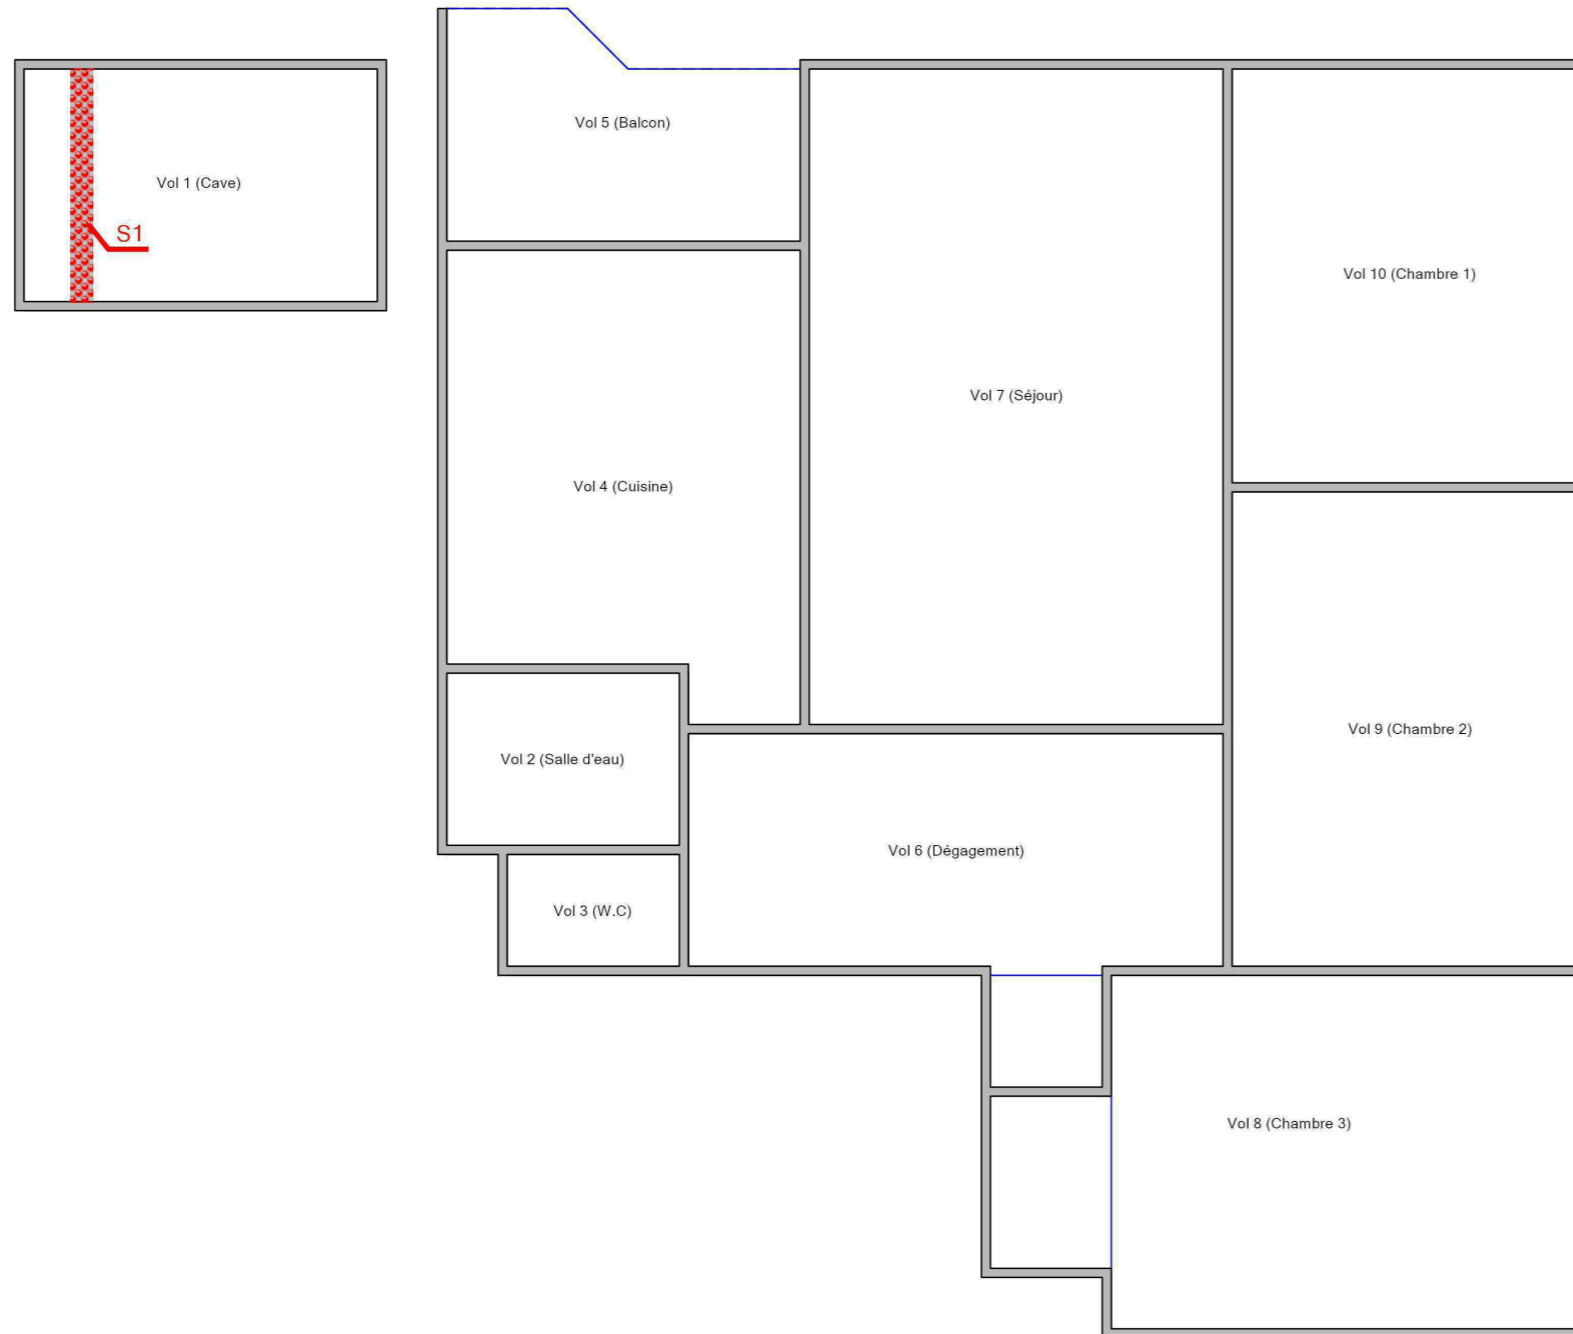 Vol 5 (Balcon)
Vol 1 (Cave)
S1
Vol 10 (Chambre 1)
Vol 7 (Séjour)
Vol 4 (Cuisine)
Vol 9 (Chambre 2)
Vol 2 (Salle d'eau)
Vol 6 (Dégagement)
Vol 3 (W.C)
Vol 8 (Chambre 3)